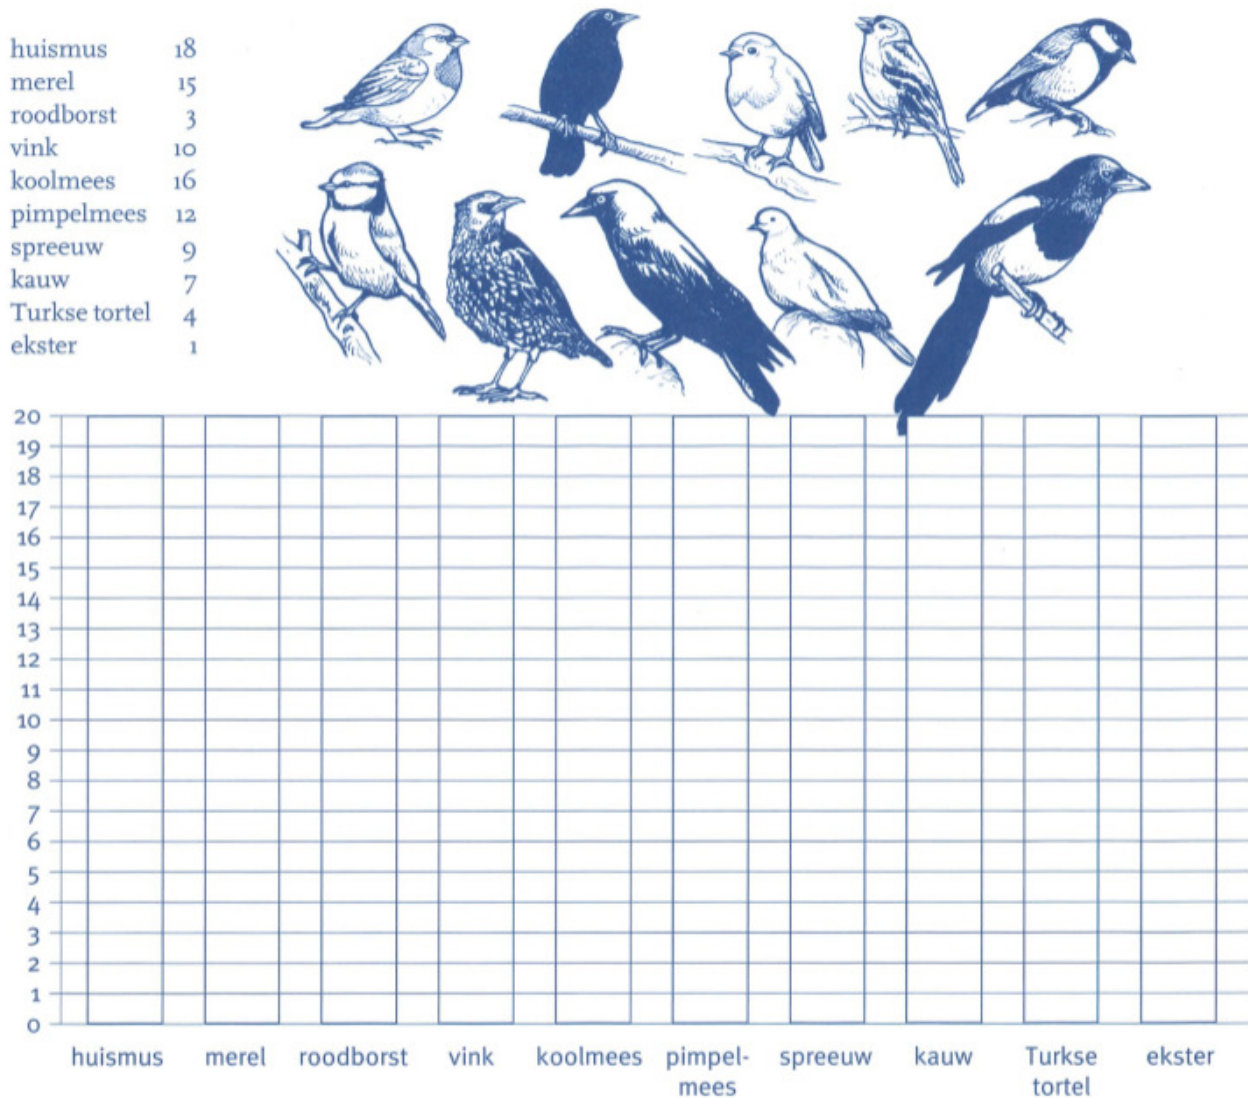 huismus 18
merel 15
roodborst 3
vink 10
koolmees 16
pimpelmees 12
spreeuw 9
kauw 7
Turkse tortel 4
ekster 1
20
19
18
17
16
15
14
13
12
11
10
9
8
7
6
5
4
3
2
1
0
huismus merel roodborst vink koolmees pimpel- spreeuw kauw Turkse ekster
mees tortel